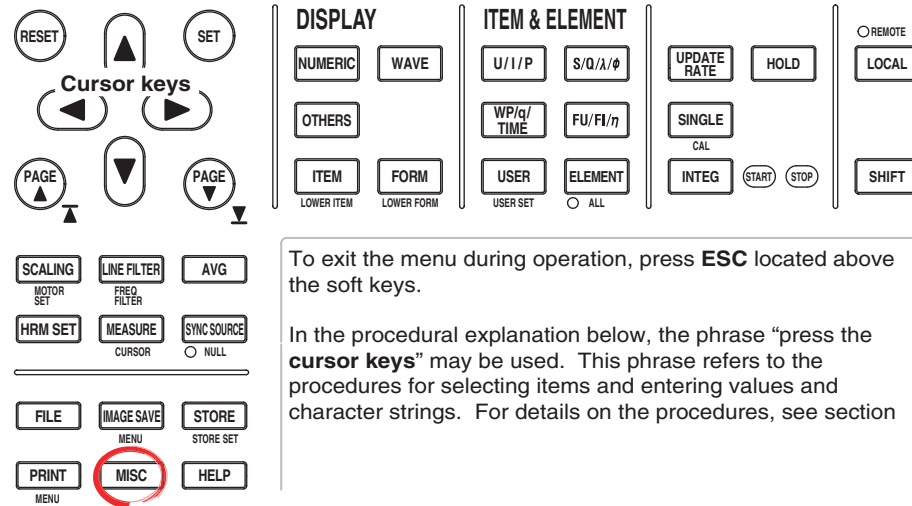 RESET
SET
Cursor keys
PAGE
PAGE
DISPLAY
NUMERIC
WAVE
OTHERS
ITEM
FORM
LOWER ITEM
LOWER FORM
ITEM & ELEMENT
U/I/P
S/Q/λ/ø
WP/q/
TIME
FU/FI/η
USER
ELEMENT
USER SET
ALL
UPDATE
RATE
HOLD
SINGLE
CAL
INTEG
START
STOP
REMOTE
LOCAL
SHIFT
SCALING
LINE FILTER
AVG
MOTOR
SET
FREQ
FILTER
HRM SET
MEASURE
SYNC SOURCE
CURSOR
NULL
FILE
IMAGE SAVE
STORE
MENU
STORE SET
PRINT
MISC
HELP
MENU
To exit the menu during operation, press ESC located above
the soft keys.
In the procedural explanation below, the phrase “press the
cursor keys” may be used. This phrase refers to the
procedures for selecting items and entering values and
character strings. For details on the procedures, see section